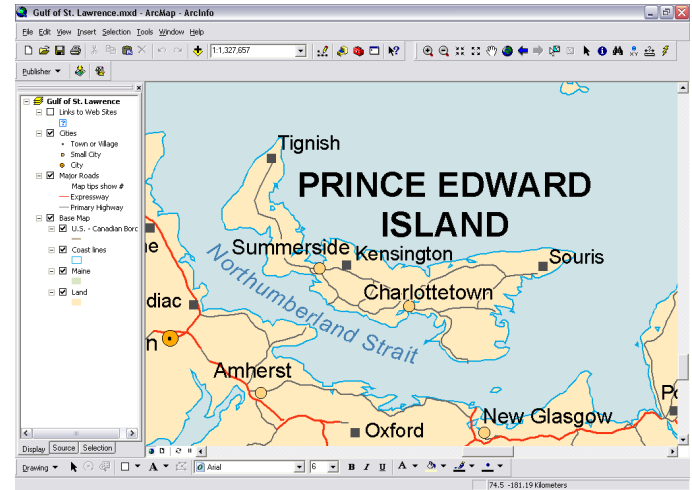 Gulf of St. Lawrence.mxd - ArcMap - ArcInfo
File Edit View Insert Selection Tools Window Help
1:1,327,657
Publisher
Gulf of St. Lawrence
Links to Web Sites
Cities
Town or Village
Small City
City
Major Roads
Map tips show #
Expressway
Primary Highway
Base Map
U.S. - Canadian Borc
Coast lines
Maine
Land
Display Source Selection
Tignish
PRINCE EDWARD
ISLAND
Summerside
Kensington
Souris
Charlottetown
Northumberland Strait
diac
Amherst
Oxford
New Glasgow
Drawing
Arial
6
B I U A
74.5 -181.19 Kilometers